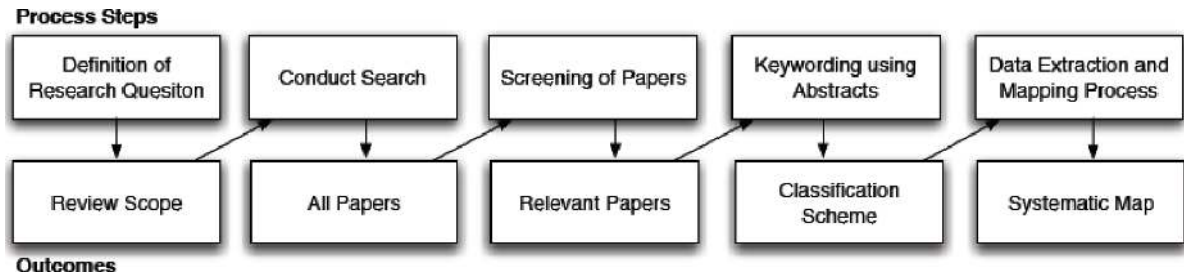 Process Steps
Definition of
Research Quesiton
Conduct Search
Screening of Papers
Keywording using
Abstracts
Data Extraction and
Mapping Process
Review Scope
All Papers
Relevant Papers
Classification
Scheme
Systematic Map
Outcomes